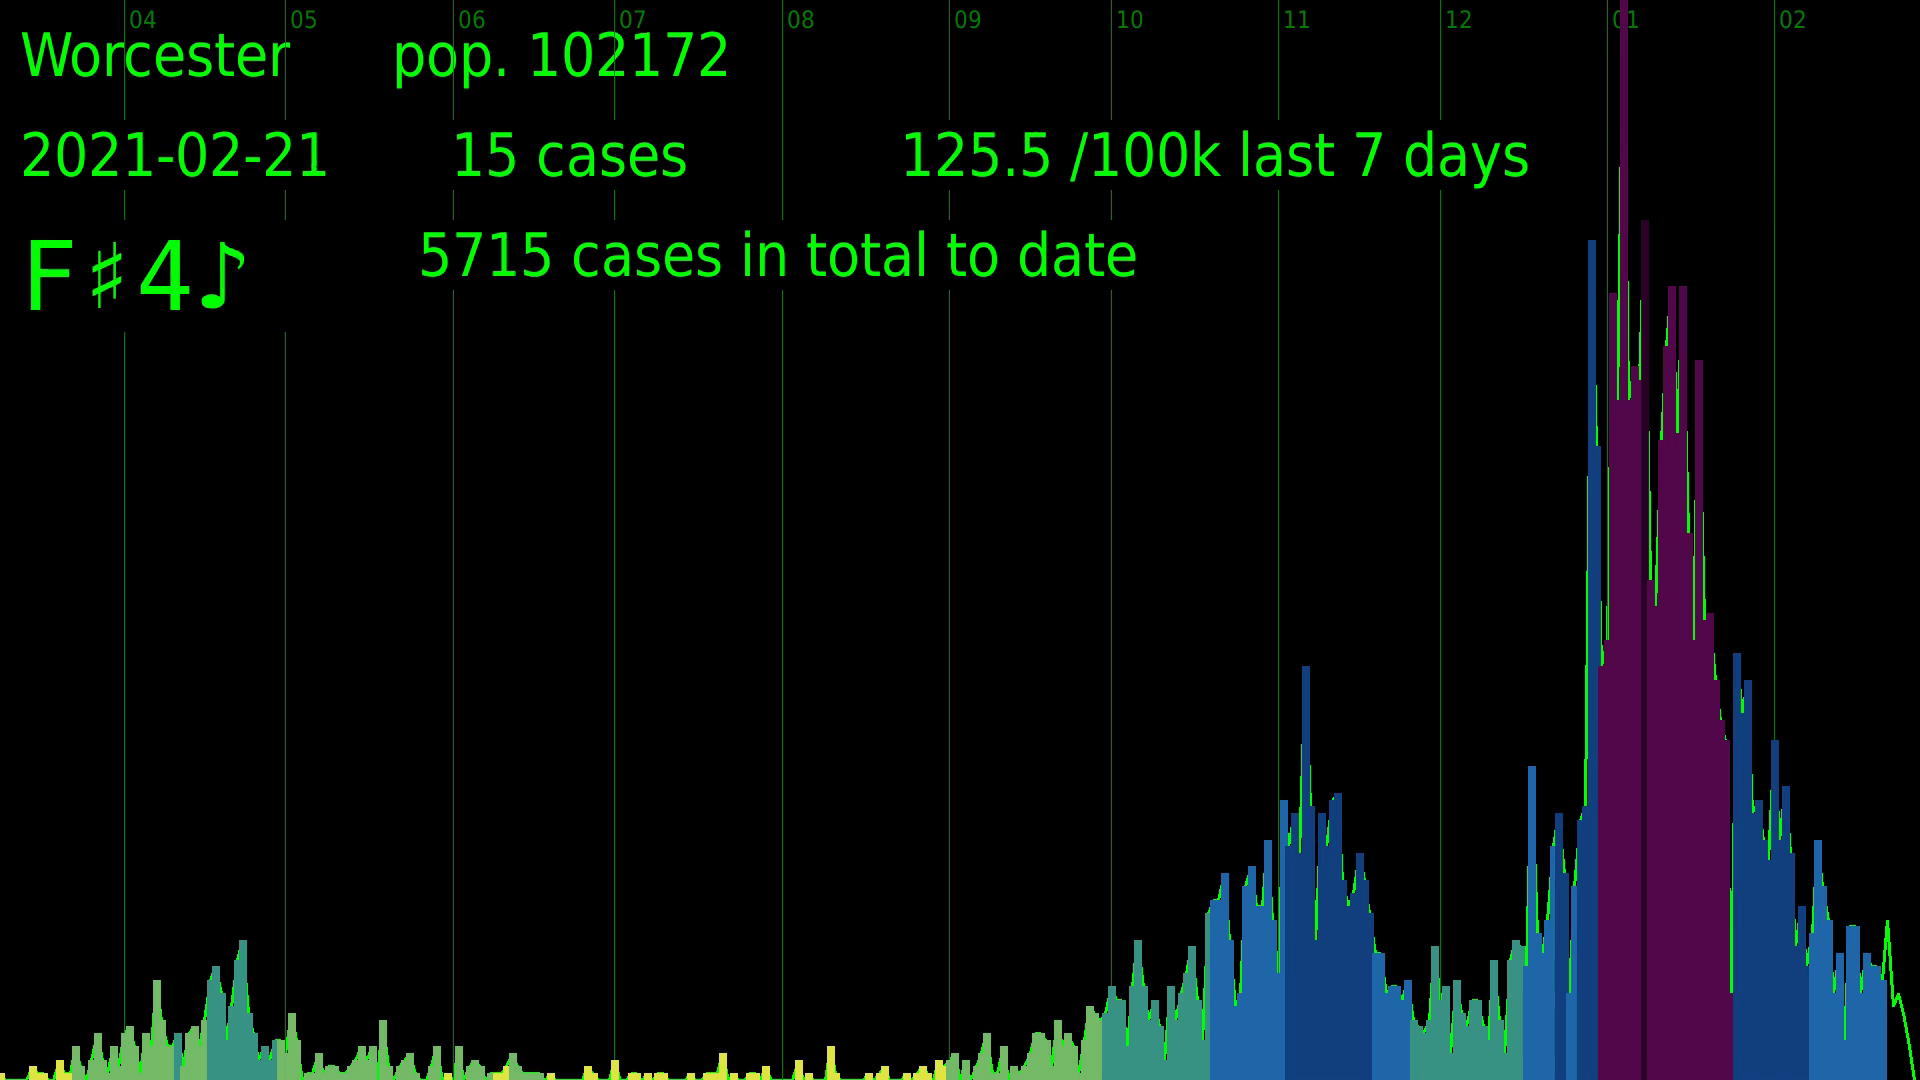 04 05 06 07 08 09 10 11 12 01 02
Worcester pop. 102172
2021-02-21 15 cases 125.5 /100k last 7 days
F♯4♪ 5715 cases in total to date